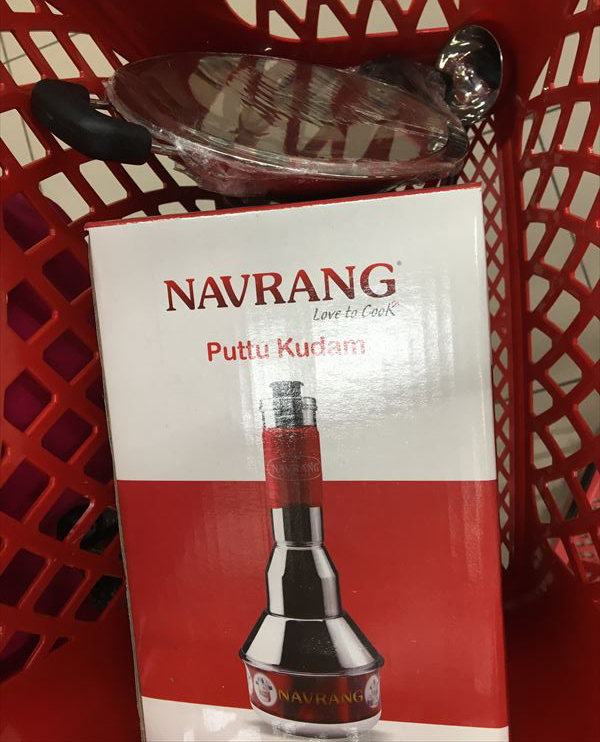 NAVRANG®
Love to Cook
Puttu Kudam
NAVRANG
NAVRANG